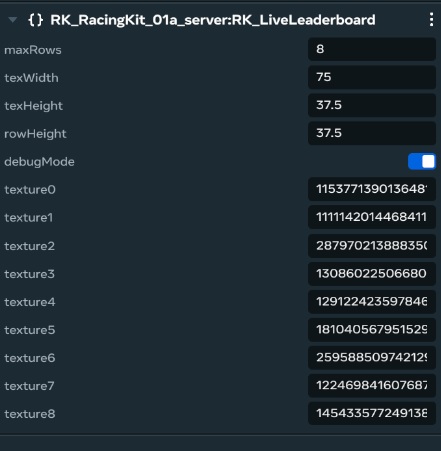 {} RK_RacingKit_01a_server:RK_LiveLeaderboard
maxRows 8
texWidth 75
texHeight 37.5
rowHeight 37.5
debugMode
texture0 115377139013648
texture1 1111142014468411
texture2 287970213888350
texture3 13086022506680
texture4 129122423597846
texture5 181040567951529
texture6 259588509742129
texture7 122469841607687
texture8 145433577249138